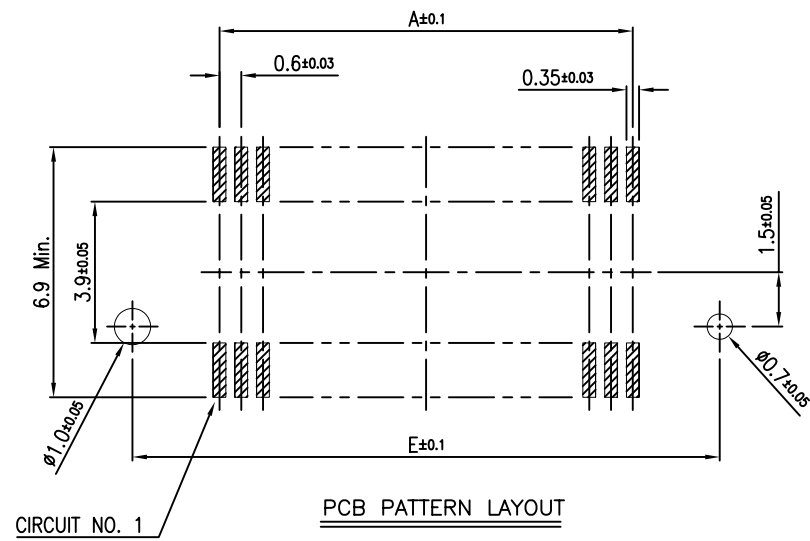 A±0.1
0.6±0.03
0.35±0.03
6.9 Min.
3.9±0.05
1.5±0.05
ø1.0±0.05
ø0.7±0.05
E±0.1
CIRCUIT NO. 1
PCB PATTERN LAYOUT